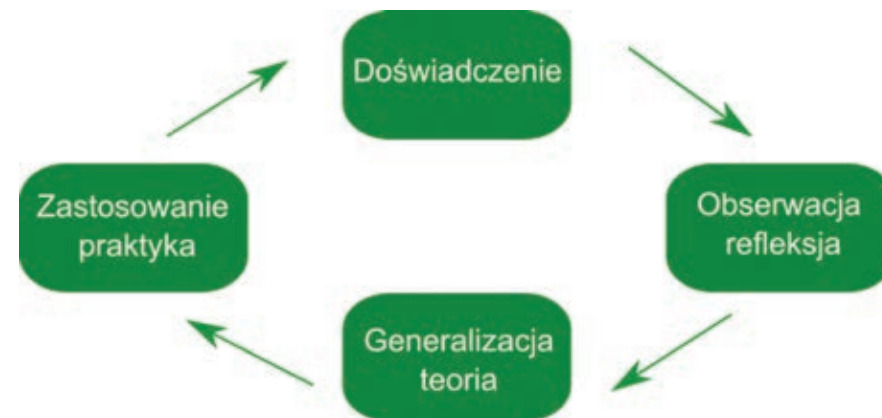 Doświadczenie
Obserwacja
refleksja
Generalizacja
teoria
Zastosowanie
praktyka